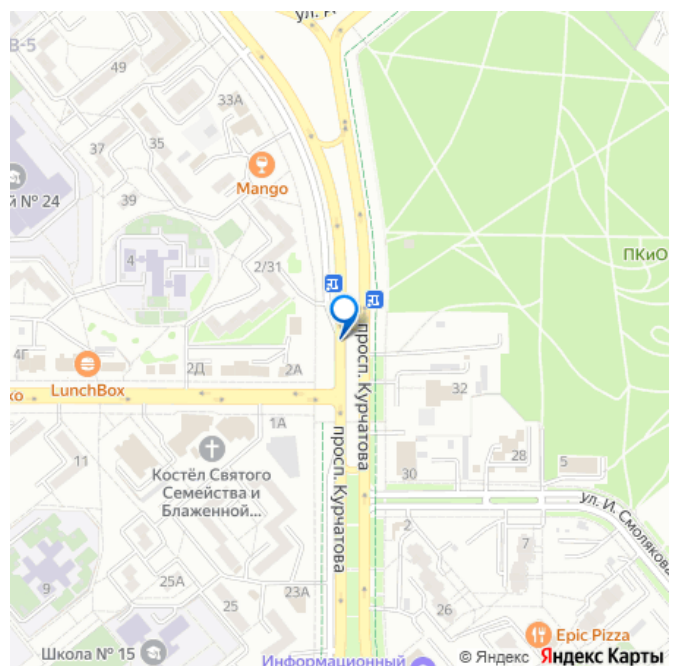 В-5
49
33А
37
35
Mango
й № 24
39
4
2/31
ПКиО
4Г
LunchBox
2Д
2А
ко
1А
32
просп. Курчатова
11
Костёл Святого
Семейства и
Блаженной...
просп. Курчатова
30
28
5
ул. И. Смолякова
2
7
9
25А
25
23А
26
Epic Pizza
Школа № 15
Информационный
© Яндекс Яндекс Карты